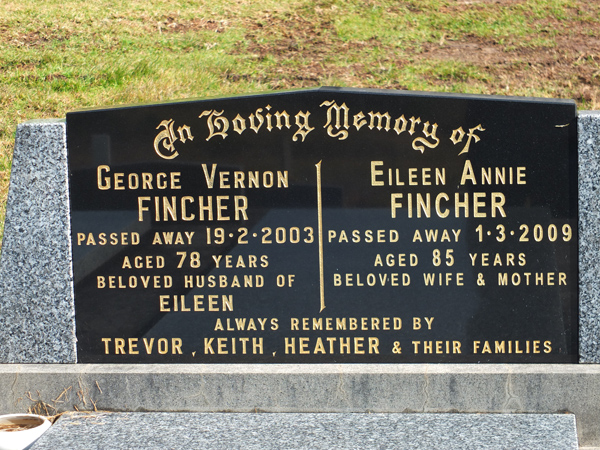 In Loving Memory of
GEORGE VERNON
FINCHER
PASSED AWAY 19·2·2003
AGED 78 YEARS
BELOVED HUSBAND OF
EILEEN
EILEEN ANNIE
FINCHER
PASSED AWAY 1·3·2009
AGED 85 YEARS
BELOVED WIFE & MOTHER
ALWAYS REMEMBERED BY
TREVOR, KEITH, HEATHER & THEIR FAMILIES